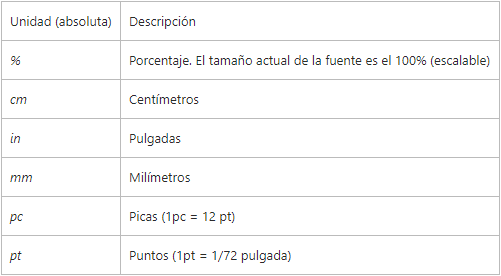 Unidad (absoluta) Descripción
% Porcentaje. El tamaño actual de la fuente es el 100% (escalable)
cm Centímetros
in Pulgadas
mm Milímetros
pc Picas (1pc = 12 pt)
pt Puntos (1pt = 1/72 pulgada)